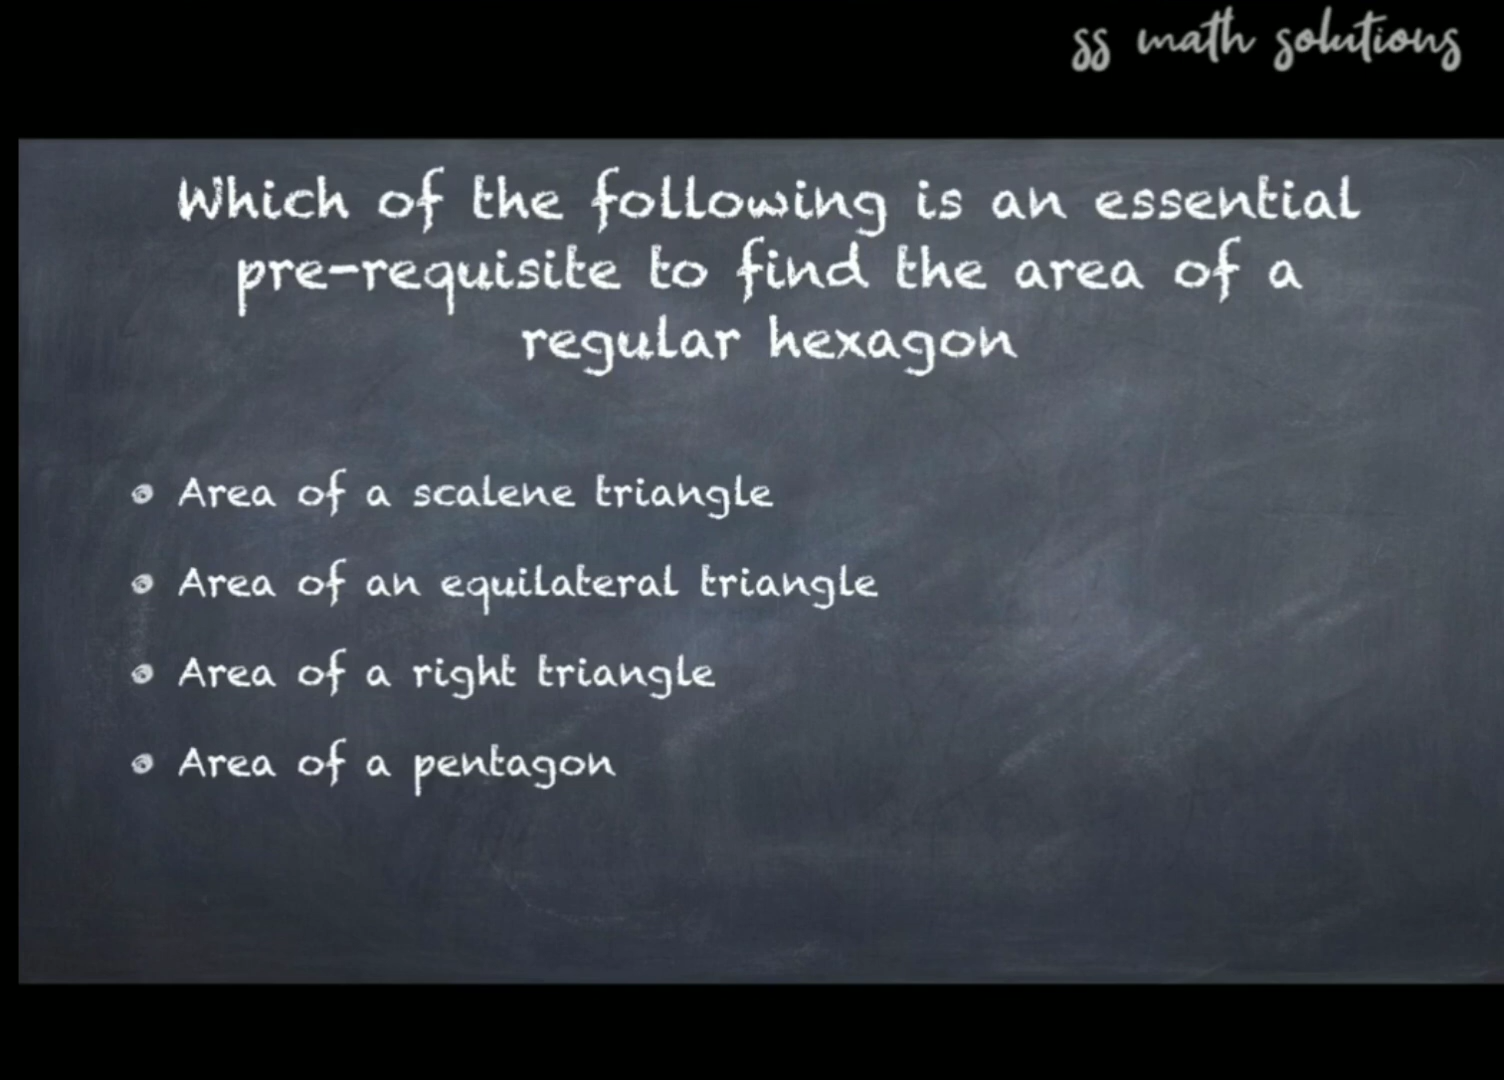 ss math solutions
Which of the following is an essential
pre-requisite to find the area of a
regular hexagon
Area of a scalene triangle
Area of an equilateral triangle
Area of a right triangle
Area of a pentagon